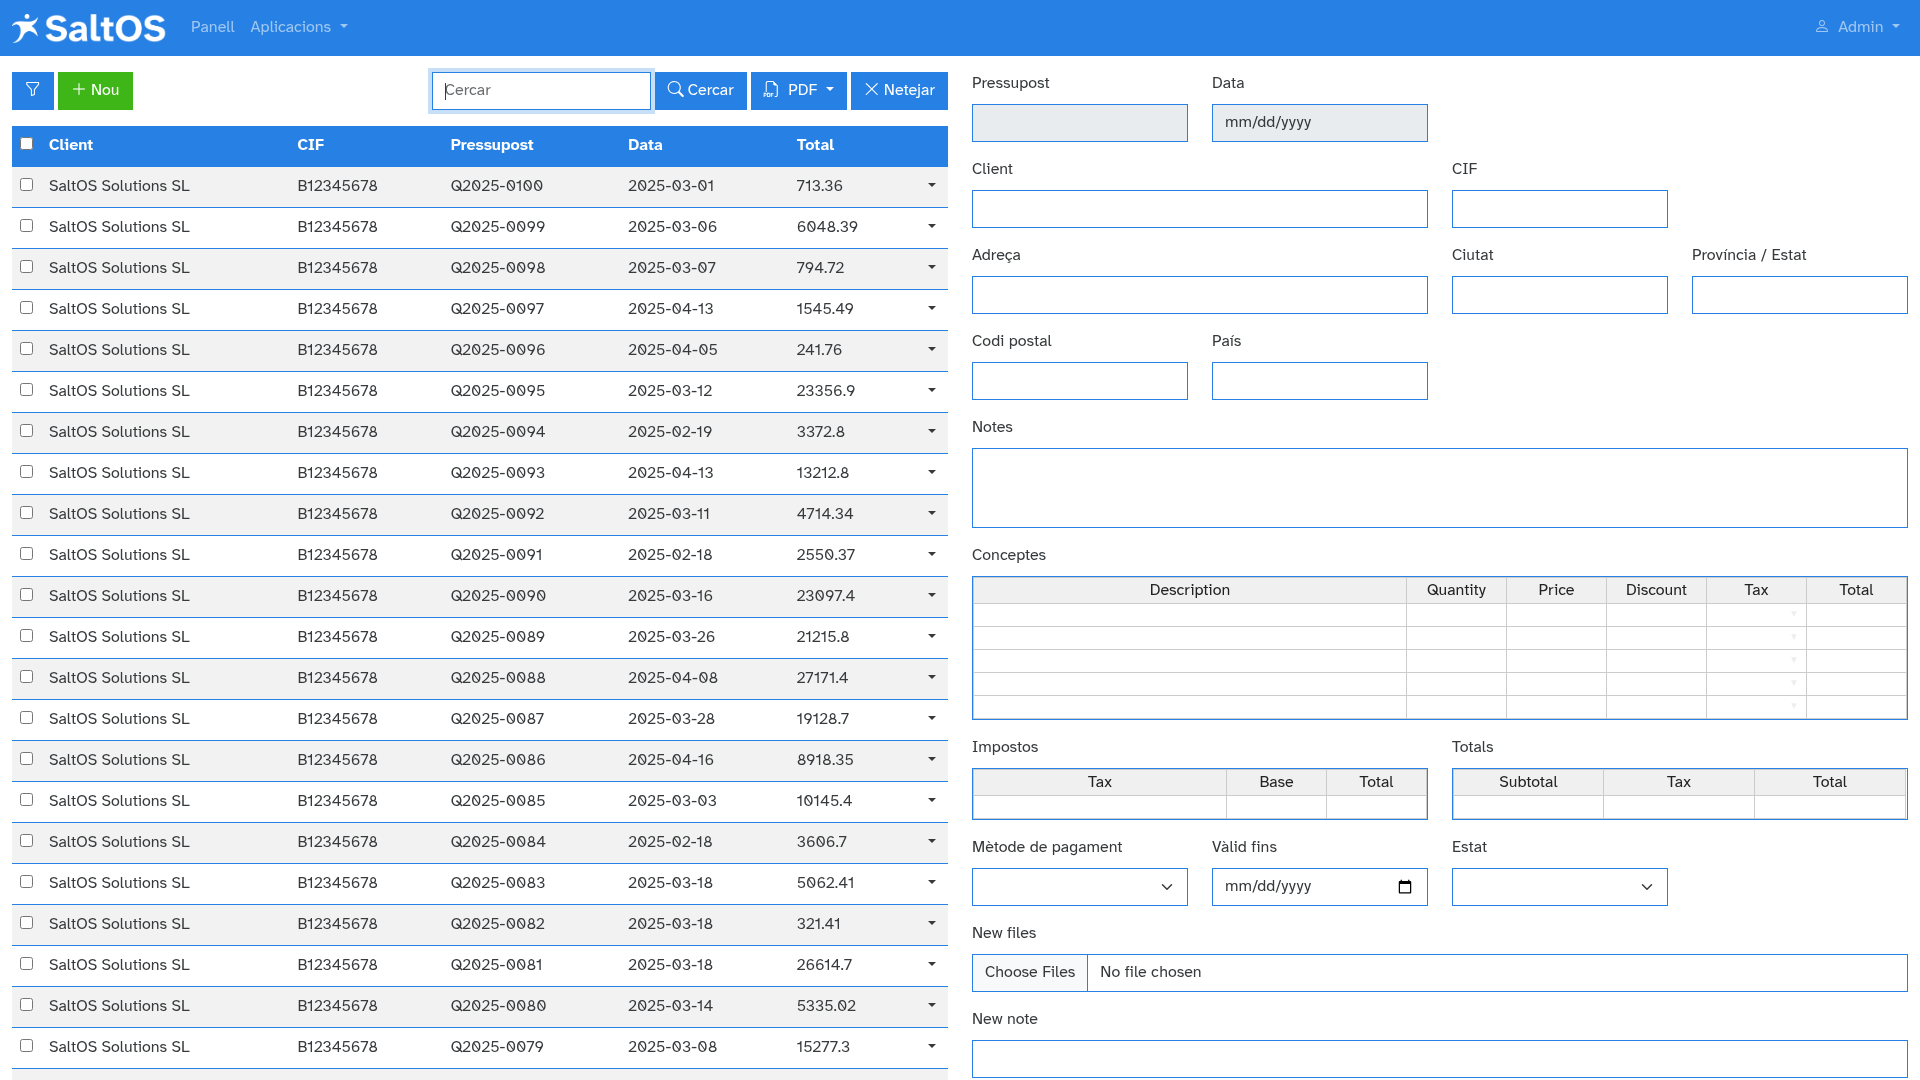 SaltOS Panell Aplicacions Admin
Nou Cercar Cercar PDF Netejar
Client CIF Pressupost Data Total
SaltOS Solutions SL B12345678 Q2025-0100 2025-03-01 713.36
SaltOS Solutions SL B12345678 Q2025-0099 2025-03-06 6048.39
SaltOS Solutions SL B12345678 Q2025-0098 2025-03-07 794.72
SaltOS Solutions SL B12345678 Q2025-0097 2025-04-13 1545.49
SaltOS Solutions SL B12345678 Q2025-0096 2025-04-05 241.76
SaltOS Solutions SL B12345678 Q2025-0095 2025-03-12 23356.9
SaltOS Solutions SL B12345678 Q2025-0094 2025-02-19 3372.8
SaltOS Solutions SL B12345678 Q2025-0093 2025-04-13 13212.8
SaltOS Solutions SL B12345678 Q2025-0092 2025-03-11 4714.34
SaltOS Solutions SL B12345678 Q2025-0091 2025-02-18 2550.37
SaltOS Solutions SL B12345678 Q2025-0090 2025-03-16 23097.4
SaltOS Solutions SL B12345678 Q2025-0089 2025-03-26 21215.8
SaltOS Solutions SL B12345678 Q2025-0088 2025-04-08 27171.4
SaltOS Solutions SL B12345678 Q2025-0087 2025-03-28 19128.7
SaltOS Solutions SL B12345678 Q2025-0086 2025-04-16 8918.35
SaltOS Solutions SL B12345678 Q2025-0085 2025-03-03 10145.4
SaltOS Solutions SL B12345678 Q2025-0084 2025-02-18 3606.7
SaltOS Solutions SL B12345678 Q2025-0083 2025-03-18 5062.41
SaltOS Solutions SL B12345678 Q2025-0082 2025-03-18 321.41
SaltOS Solutions SL B12345678 Q2025-0081 2025-03-18 26614.7
SaltOS Solutions SL B12345678 Q2025-0080 2025-03-14 5335.02
SaltOS Solutions SL B12345678 Q2025-0079 2025-03-08 15277.3
Pressupost Data
mm/dd/yyyy
Client CIF
Adreça Ciutat Província / Estat
Codi postal País
Notes
Conceptes
Description Quantity Price Discount Tax Total
Impostos Totals
Tax Base Total Subtotal Tax Total
Mètode de pagament Vàlid fins Estat
mm/dd/yyyy
New files
Choose Files No file chosen
New note